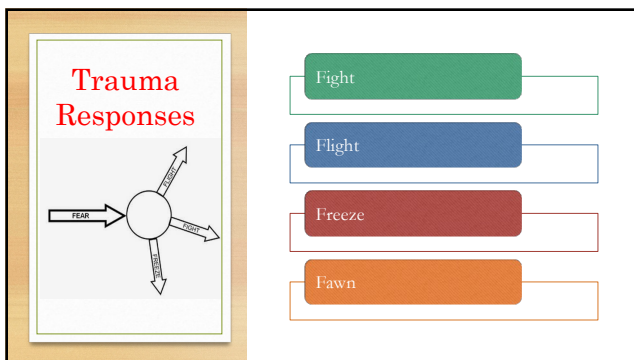 Trauma
Responses
FLIGHT
FEAR
FIGHT
FREEZE
Fight
Flight
Freeze
Fawn